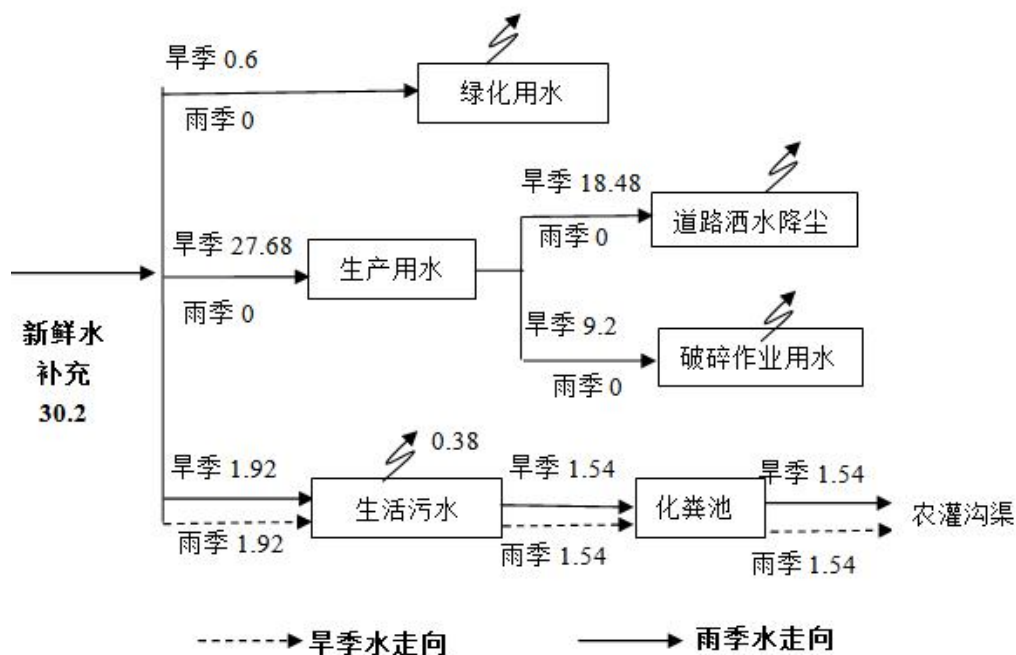 旱季 0.6
绿化用水
雨季 0
旱季 18.48
道路洒水降尘
雨季 0
旱季 27.68
生产用水
雨季 0
新鲜水
补充
30.2
旱季 9.2
破碎作业用水
雨季 0
0.38
旱季 1.92
旱季 1.54
旱季 1.54
生活污水
化粪池
农灌沟渠
雨季 1.92
雨季 1.54
雨季 1.54
旱季水走向
雨季水走向